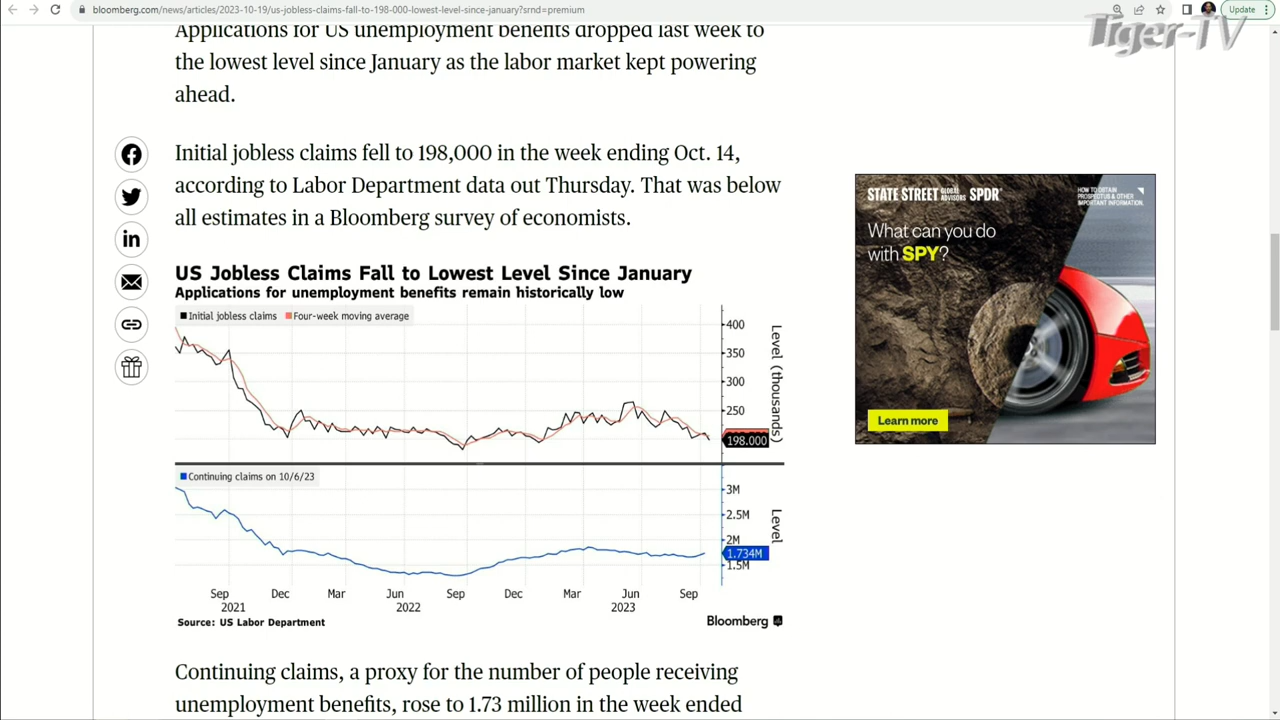 bloomberg.com/news/articles/2023-10-19/us-jobless-claims-fall-to-198-000-lowest-level-since-january?srnd=premium
Update
Tiger-TV
Applications for US unemployment benefits dropped last week to
the lowest level since January as the labor market kept powering
ahead.
Initial jobless claims fell to 198,000 in the week ending Oct. 14,
according to Labor Department data out Thursday. That was below
all estimates in a Bloomberg survey of economists.
US Jobless Claims Fall to Lowest Level Since January
Applications for unemployment benefits remain historically low
Initial jobless claims Four-week moving average
400
350
300
250
198.000
Level (thousands)
Continuing claims on 10/6/23
3M
2.5M
2M
1.734M
1.5M
Level
Sep Dec Mar Jun Sep Dec Mar Jun Sep
2021 2022 2023
Source: US Labor Department
Bloomberg
Continuing claims, a proxy for the number of people receiving
unemployment benefits, rose to 1.73 million in the week ended
STATE STREET GLOBAL ADVISORS SPDR®
HOW TO OBTAIN
PROSPECTUS & OTHER
IMPORTANT INFORMATION.
What can you do
with SPY?
Learn more